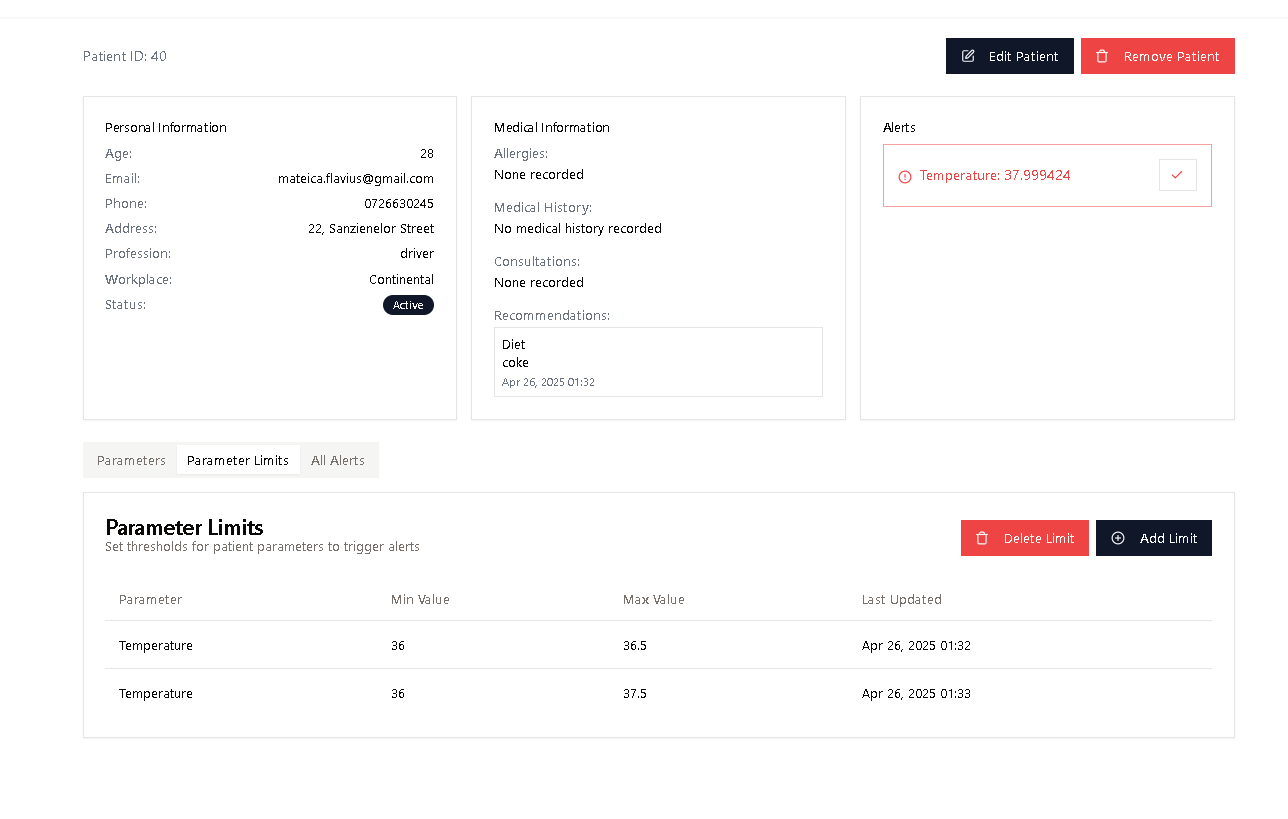 Patient ID: 40
Edit Patient
Remove Patient
Personal Information
Age: 28
Email: mateica.flavius@gmail.com
Phone: 0726630245
Address: 22, Sanzienelor Street
Profession: driver
Workplace: Continental
Status: Active
Medical Information
Allergies:
None recorded
Medical History:
No medical history recorded
Consultations:
None recorded
Recommendations:
Diet
coke
Apr 26, 2025 01:32
Alerts
Temperature: 37.999424
Parameters Parameter Limits All Alerts
Parameter Limits
Set thresholds for patient parameters to trigger alerts
Delete Limit
Add Limit
Parameter Min Value Max Value Last Updated
Temperature 36 36.5 Apr 26, 2025 01:32
Temperature 36 37.5 Apr 26, 2025 01:33